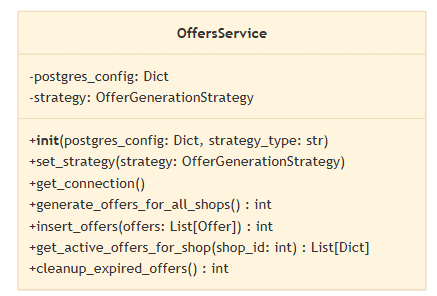 OffersService
-postgres_config: Dict
-strategy: OfferGenerationStrategy
+init(postgres_config: Dict, strategy_type: str)
+set_strategy(strategy: OfferGenerationStrategy)
+get_connection()
+generate_offers_for_all_shops() : int
+insert_offers(offers: List[Offer]) : int
+get_active_offers_for_shop(shop_id: int) : List[Dict]
+cleanup_expired_offers() : int